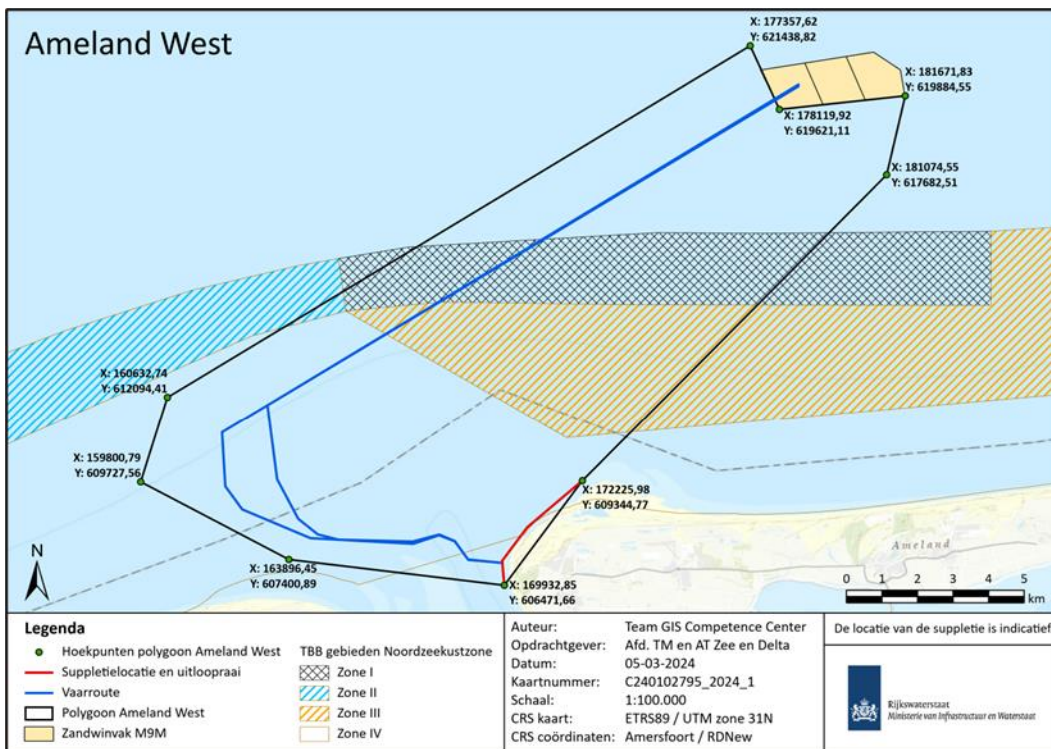 Ameland West
X: 177357,62
Y: 621438,82
X: 181671,83
Y: 619884,55
X: 178119,92
Y: 619621,11
X: 181074,55
Y: 617682,51
X: 160632,74
Y: 612094,41
X: 159800,79
Y: 609727,56
X: 172225,98
Y: 609344,77
X: 163896,45
Y: 607400,89
X: 169932,85
Y: 606471,66
Ameland
N
0 1 2 3 4 5
km
Legenda
Hoekpunten polygoon Ameland West
Suppletielocatie en uitloopraai
Vaarroute
Polygoon Ameland West
Zandwinvak M9M
TBB gebieden Noordzeekustzone
Zone I
Zone II
Zone III
Zone IV
Auteur: Team GIS Competence Center
Opdrachtgever: Afd. TM en AT Zee en Delta
Datum: 05-03-2024
Kaartnummer: C240102795_2024_1
Schaal: 1:100.000
CRS kaart: ETRS89 / UTM zone 31N
CRS coördinaten: Amersfoort / RDNew
De locatie van de suppletie is indicatief
Rijkswaterstaat
Ministerie van Infrastructuur en Waterstaat